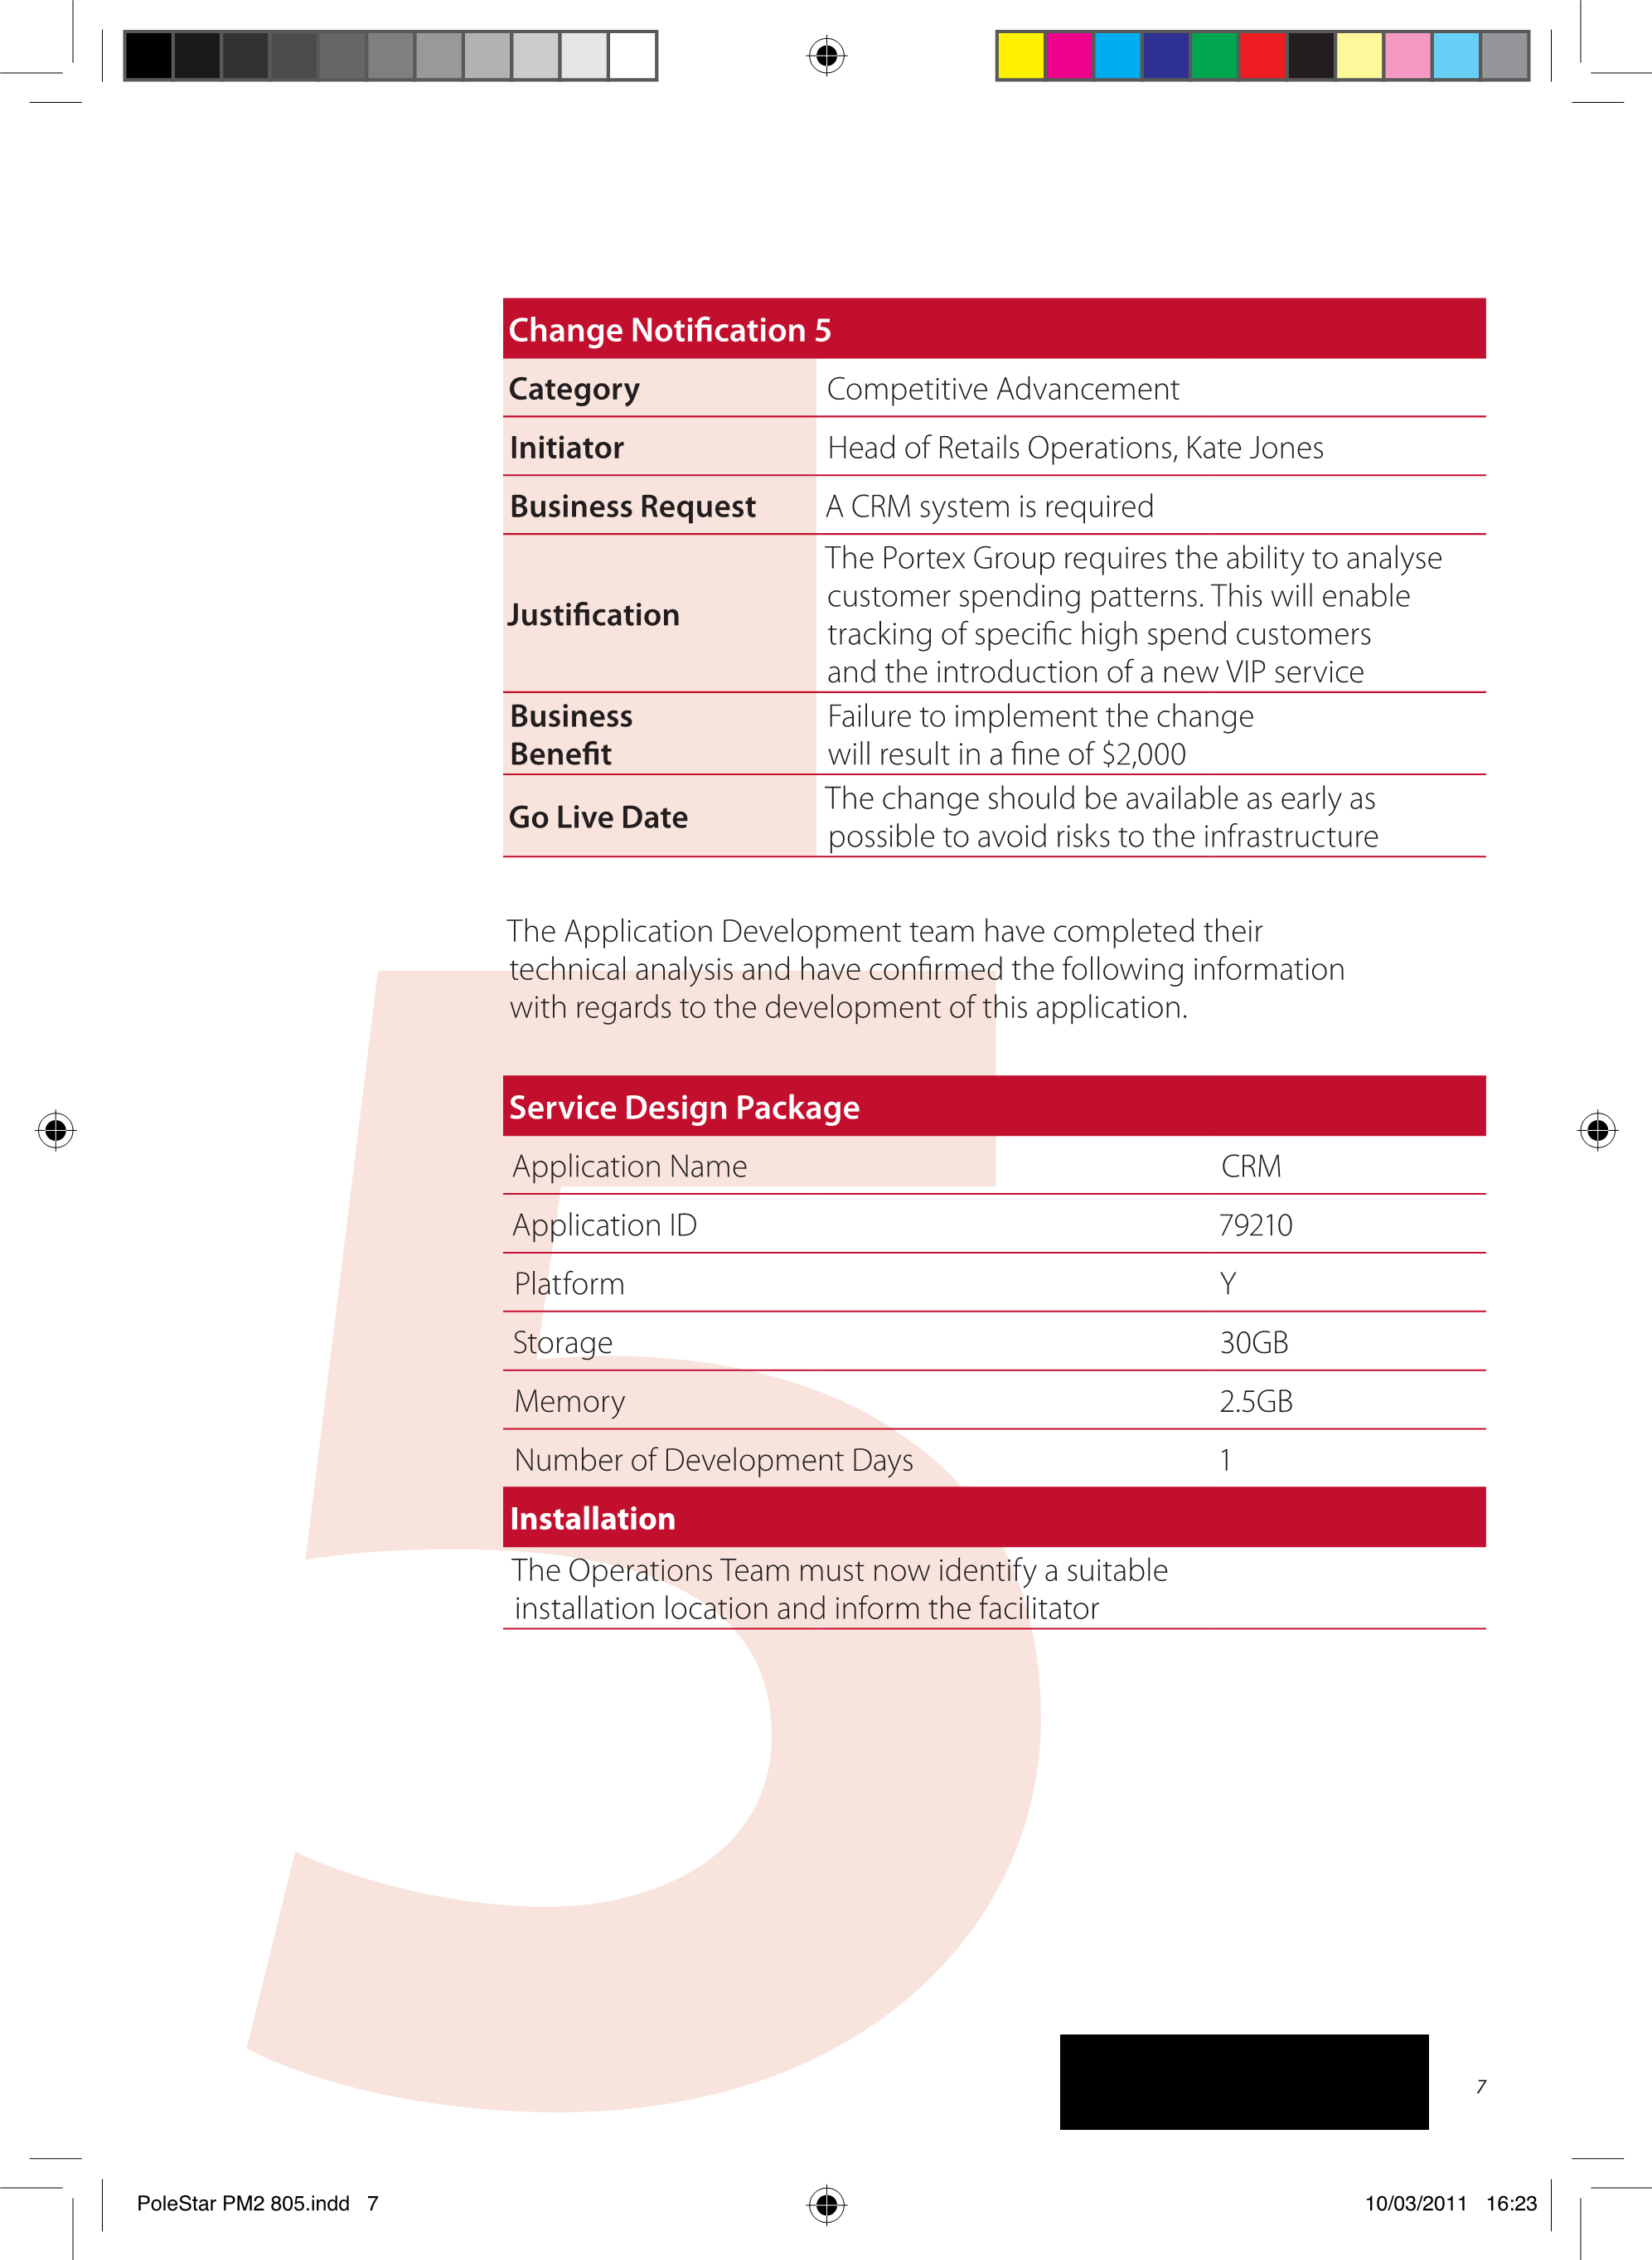 Change Notification 5
Category Competitive Advancement
Initiator Head of Retails Operations, Kate Jones
Business Request A CRM system is required
Justification
The Portex Group requires the ability to analyse
customer spending patterns. This will enable
tracking of specific high spend customers
and the introduction of a new VIP service
Business
Benefit
Failure to implement the change
will result in a fine of $2,000
Go Live Date
The change should be available as early as
possible to avoid risks to the infrastructure
The Application Development team have completed their
technical analysis and have confirmed the following information
with regards to the development of this application.
Service Design Package
Application Name CRM
Application ID 79210
Platform Y
Storage 30GB
Memory 2.5GB
Number of Development Days 1
Installation
The Operations Team must now identify a suitable
installation location and inform the facilitator
5
7
PoleStar PM2 805.indd 7
10/03/2011 16:23